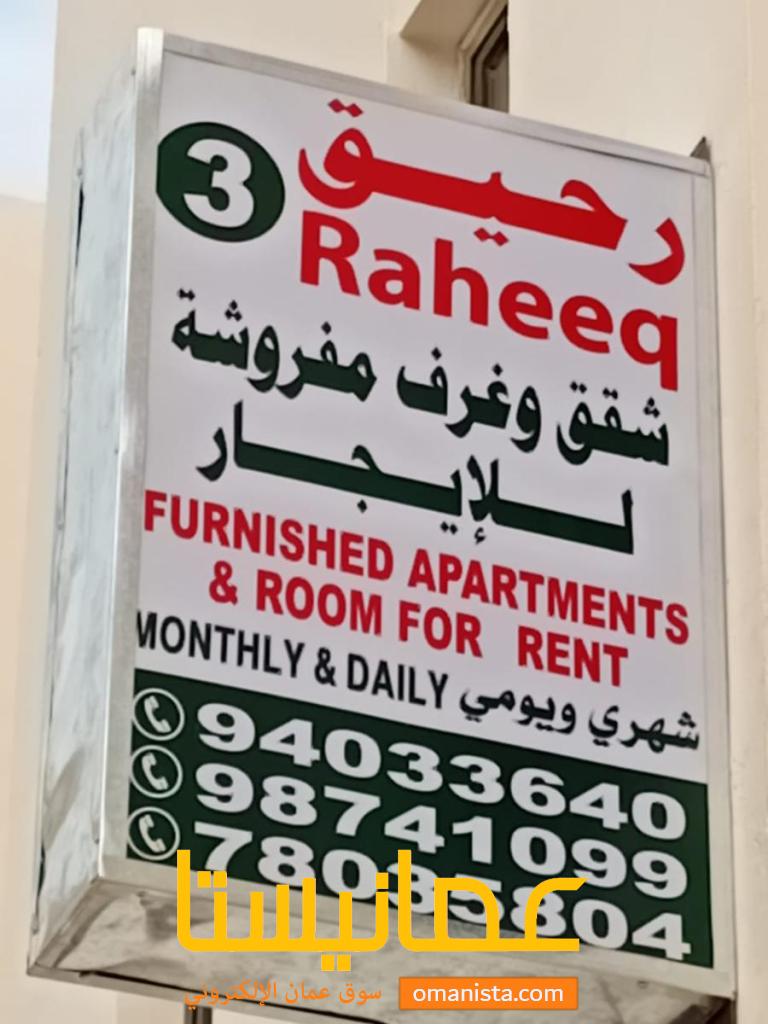 3
رحيق
Raheeq
شقق وغرف مفروشة
للإيجار
FURNISHED APARTMENTS
& ROOM FOR RENT
MONTHLY & DAILY شهري ويومي
94033640
98741099
78085804
عمانيستا
سوق عمان الإلكتروني omanista.com